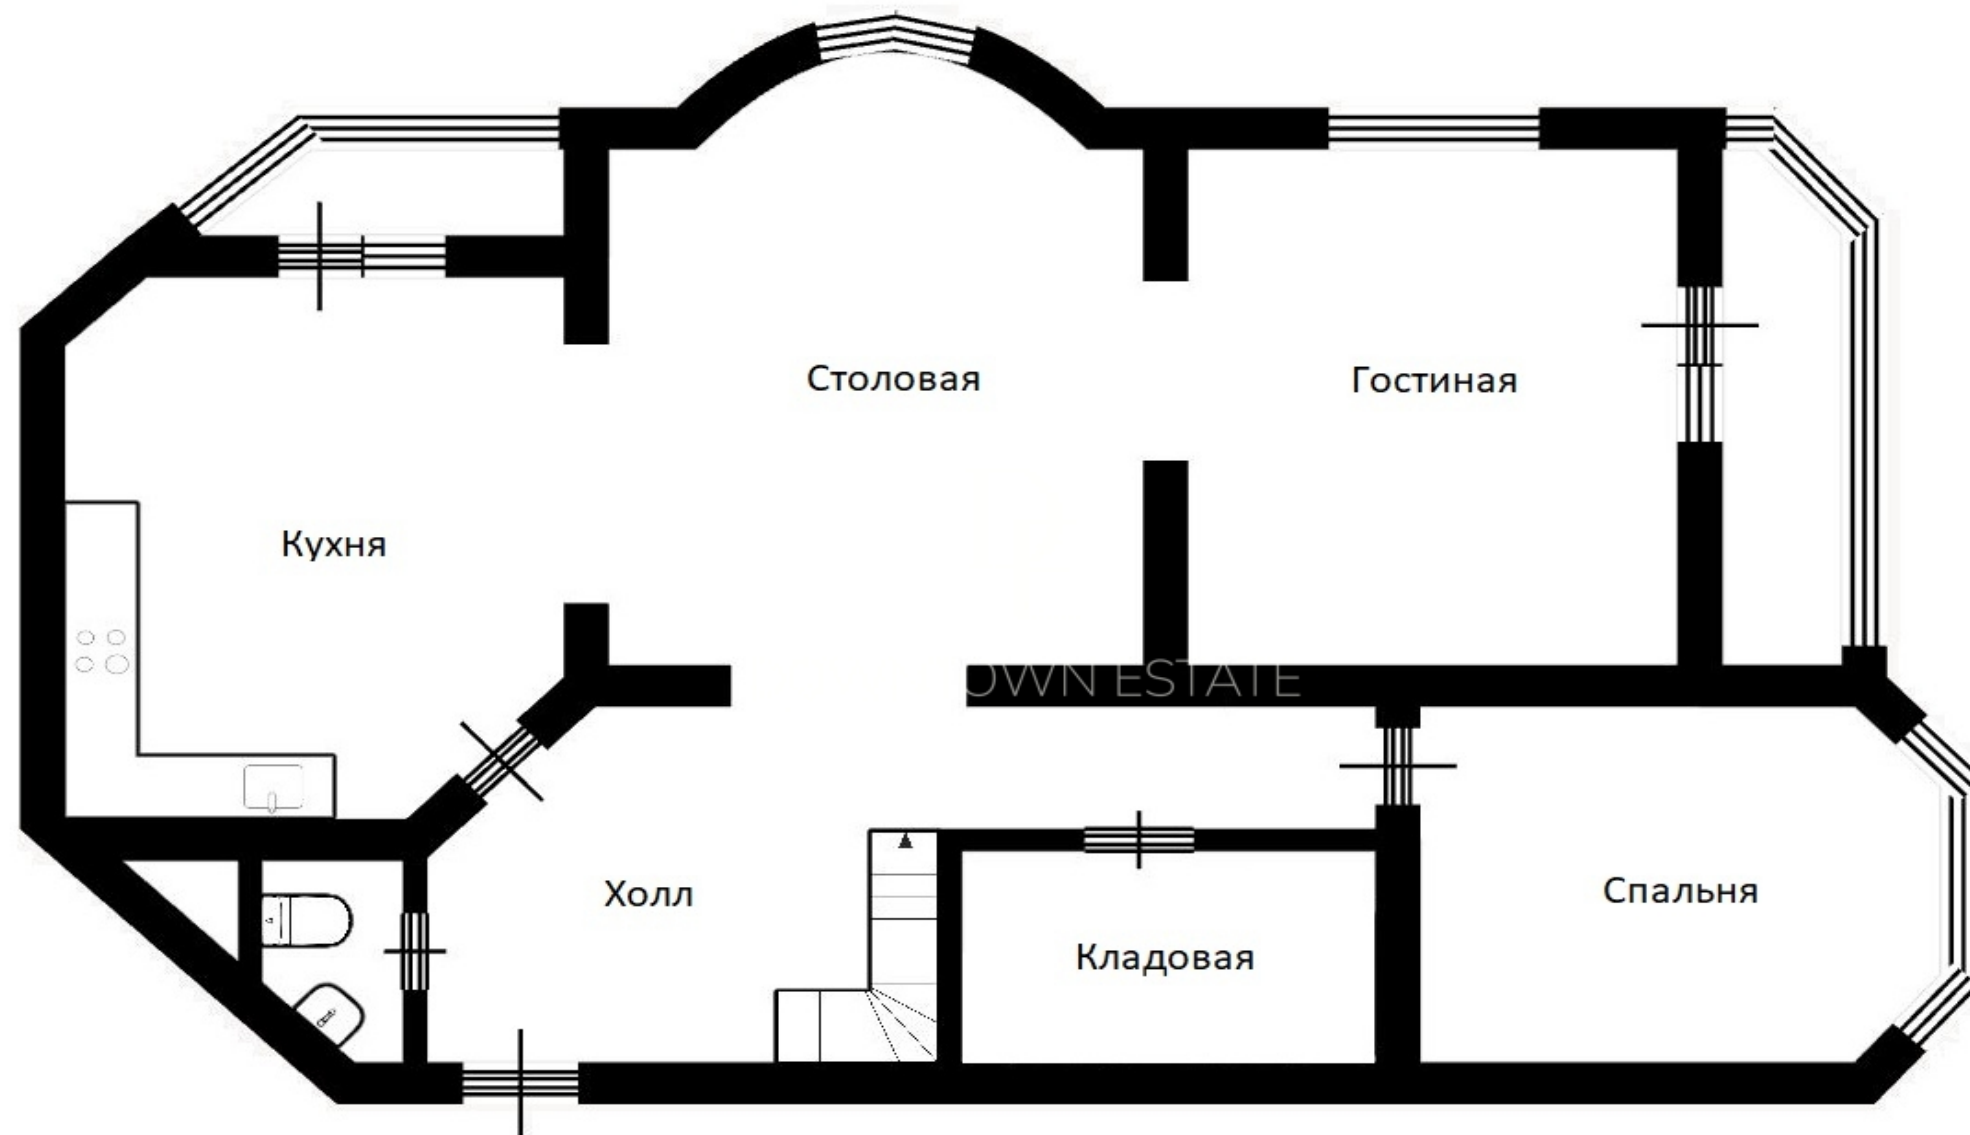 Столовая
Гостиная
Кухня
OWN ESTATE
Холл
Спальня
Кладовая